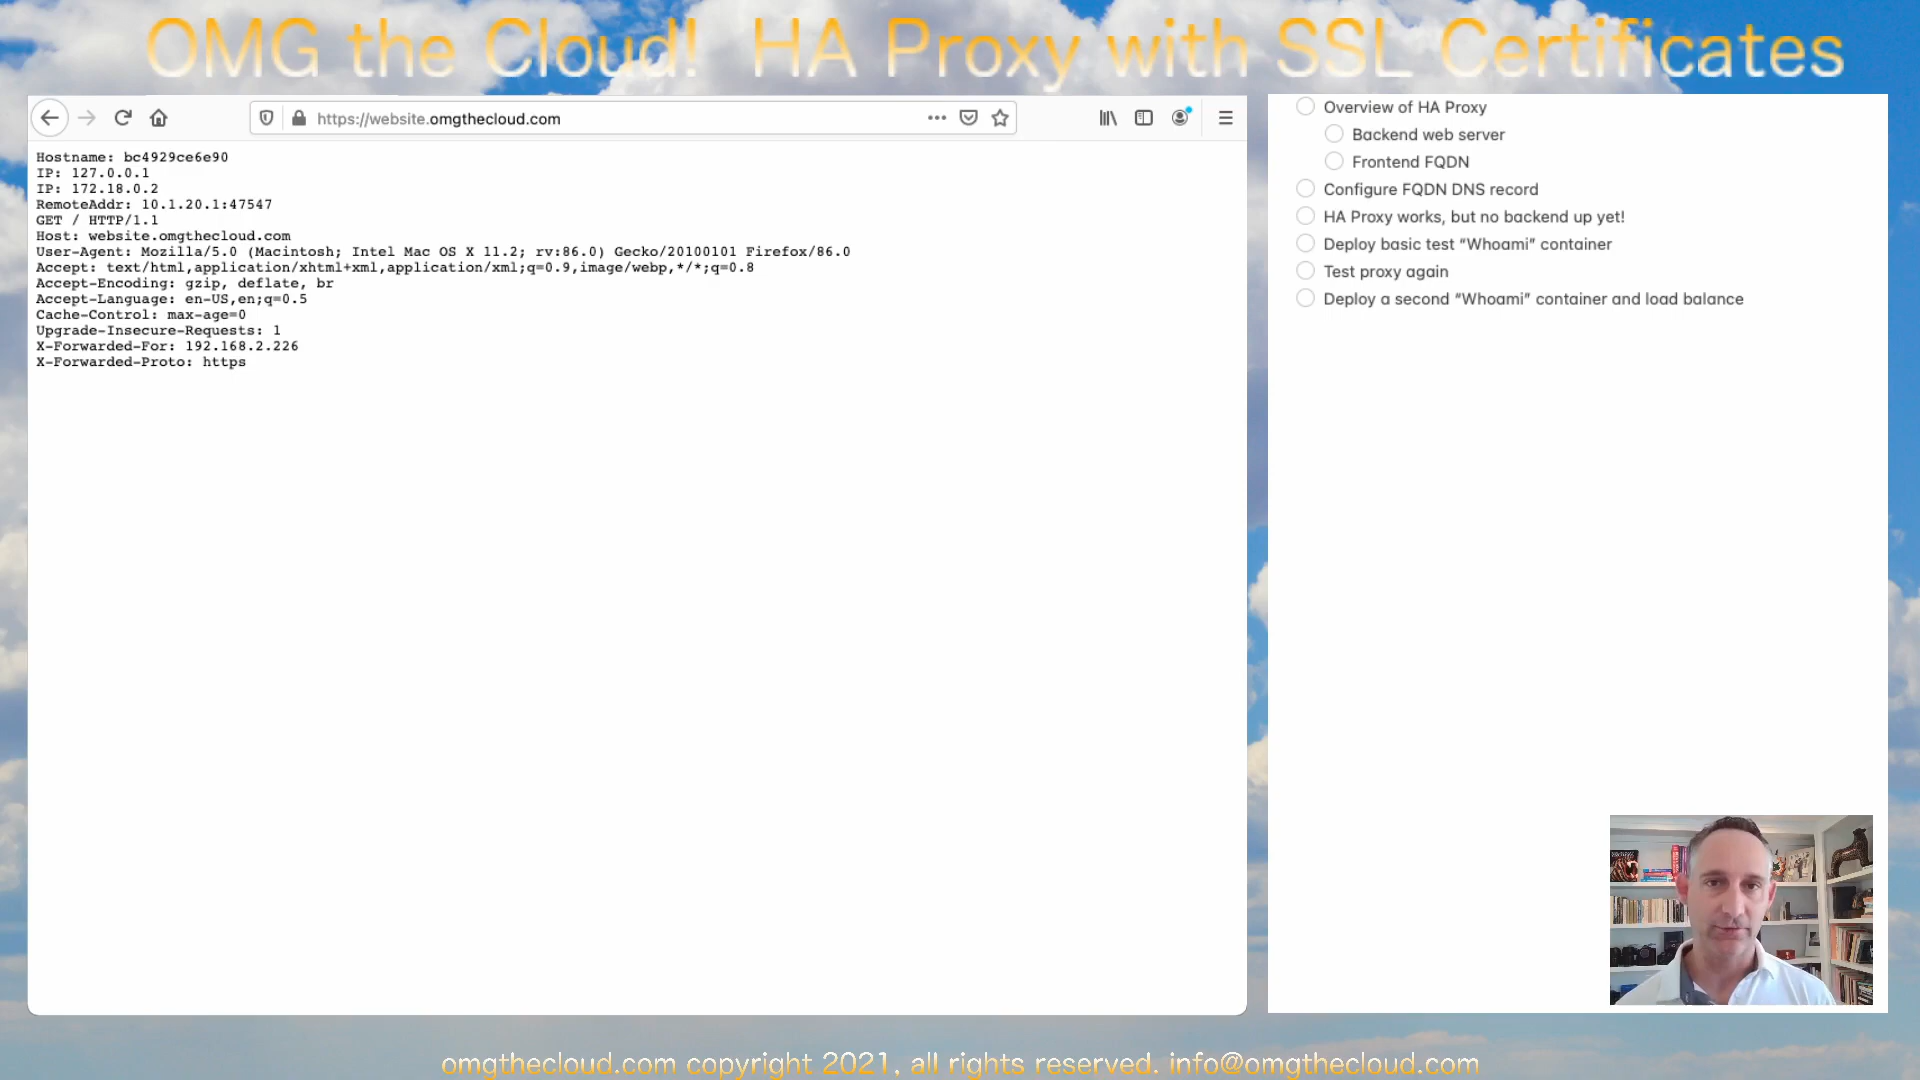 OMG the Cloud!  HA Proxy with SSL Certificates
https://website.omgthecloud.com
Hostname: bc4929ce6e90
IP: 127.0.0.1
IP: 172.18.0.2
RemoteAddr: 10.1.20.1:47547
GET / HTTP/1.1
Host: website.omgthecloud.com
User-Agent: Mozilla/5.0 (Macintosh; Intel Mac OS X 11.2; rv:86.0) Gecko/20100101 Firefox/86.0
Accept: text/html,application/xhtml+xml,application/xml;q=0.9,image/webp,*/*;q=0.8
Accept-Encoding: gzip, deflate, br
Accept-Language: en-US,en;q=0.5
Cache-Control: max-age=0
Upgrade-Insecure-Requests: 1
X-Forwarded-For: 192.168.2.226
X-Forwarded-Proto: https
Overview of HA Proxy
Backend web server
Frontend FQDN
Configure FQDN DNS record
HA Proxy works, but no backend up yet!
Deploy basic test “Whoami” container
Test proxy again
Deploy a second “Whoami” container and load balance
omgthecloud.com copyright 2021, all rights reserved. info@omgthecloud.com